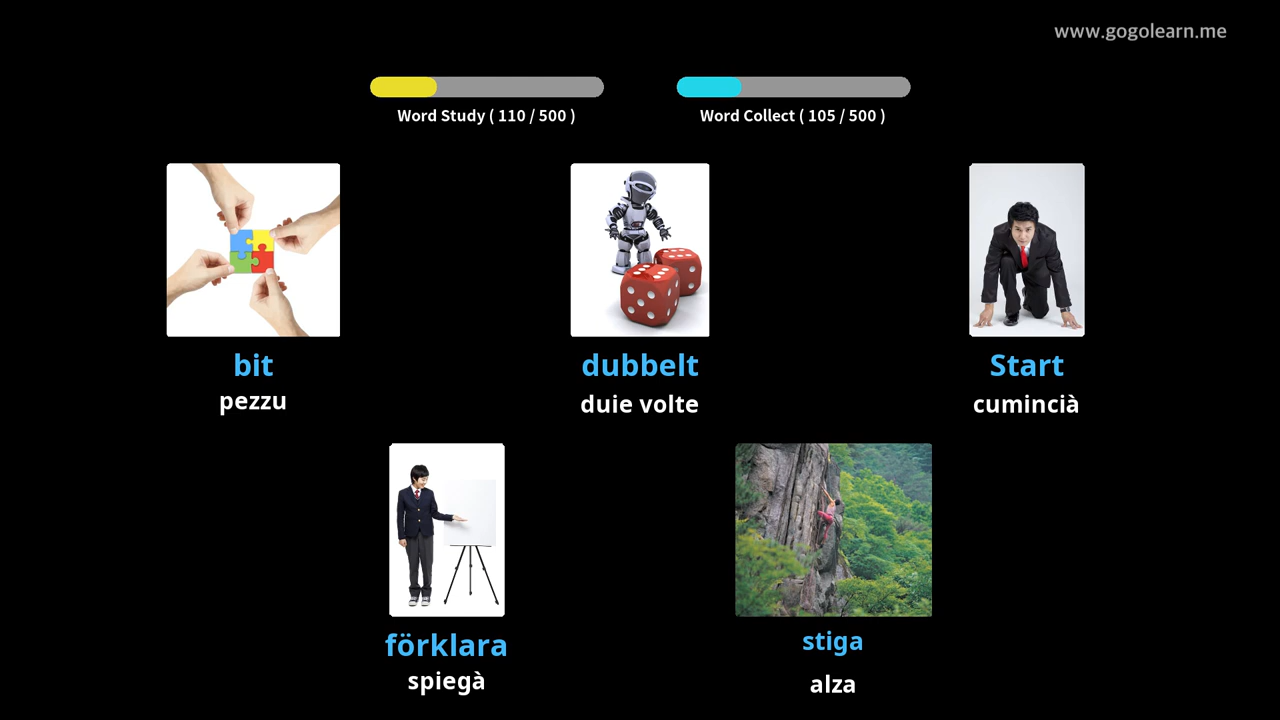 www.gogolearn.me
Word Study ( 110 / 500 )
Word Collect ( 105 / 500 )
bit
pezzu
dubbelt
duie volte
Start
cumincià
förklara
spiegà
stiga
alza